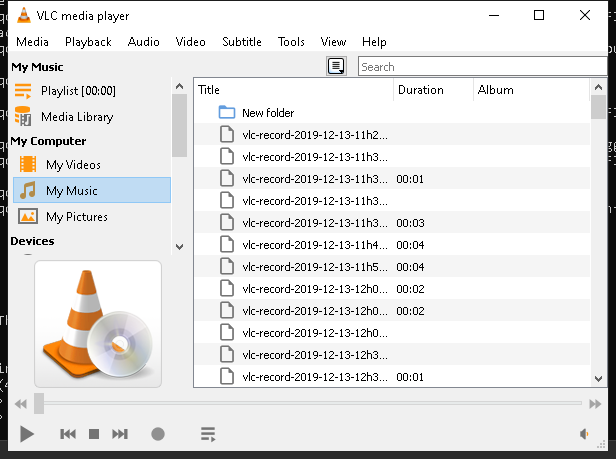 VLC media player
Media Playback Audio Video Subtitle Tools View Help
My Music
Playlist [00:00]
Media Library
My Computer
My Videos
My Music
My Pictures
Devices
Search
Title Duration Album
New folder
vlc-record-2019-12-13-11h2...
vlc-record-2019-12-13-11h3...
vlc-record-2019-12-13-11h3... 00:01
vlc-record-2019-12-13-11h3...
vlc-record-2019-12-13-11h3... 00:03
vlc-record-2019-12-13-11h4... 00:04
vlc-record-2019-12-13-11h5... 00:04
vlc-record-2019-12-13-12h0... 00:02
vlc-record-2019-12-13-12h0... 00:02
vlc-record-2019-12-13-12h0...
vlc-record-2019-12-13-12h3...
vlc-record-2019-12-13-12h3... 00:01